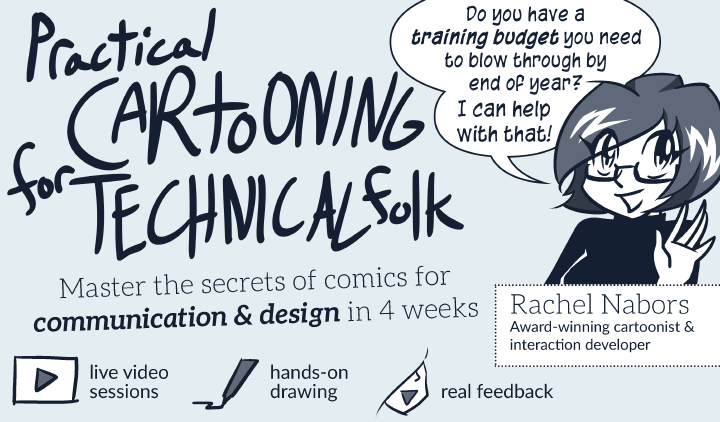 Practical
CARtOONING
for TECHNICAL folk
Master the secrets of comics for
communication & design in 4 weeks
live video
sessions
hands-on
drawing
real feedback
Do you have a
training budget you need
to blow through by
end of year?
I can help
with that!
Rachel Nabors
Award-winning cartoonist &
interaction developer